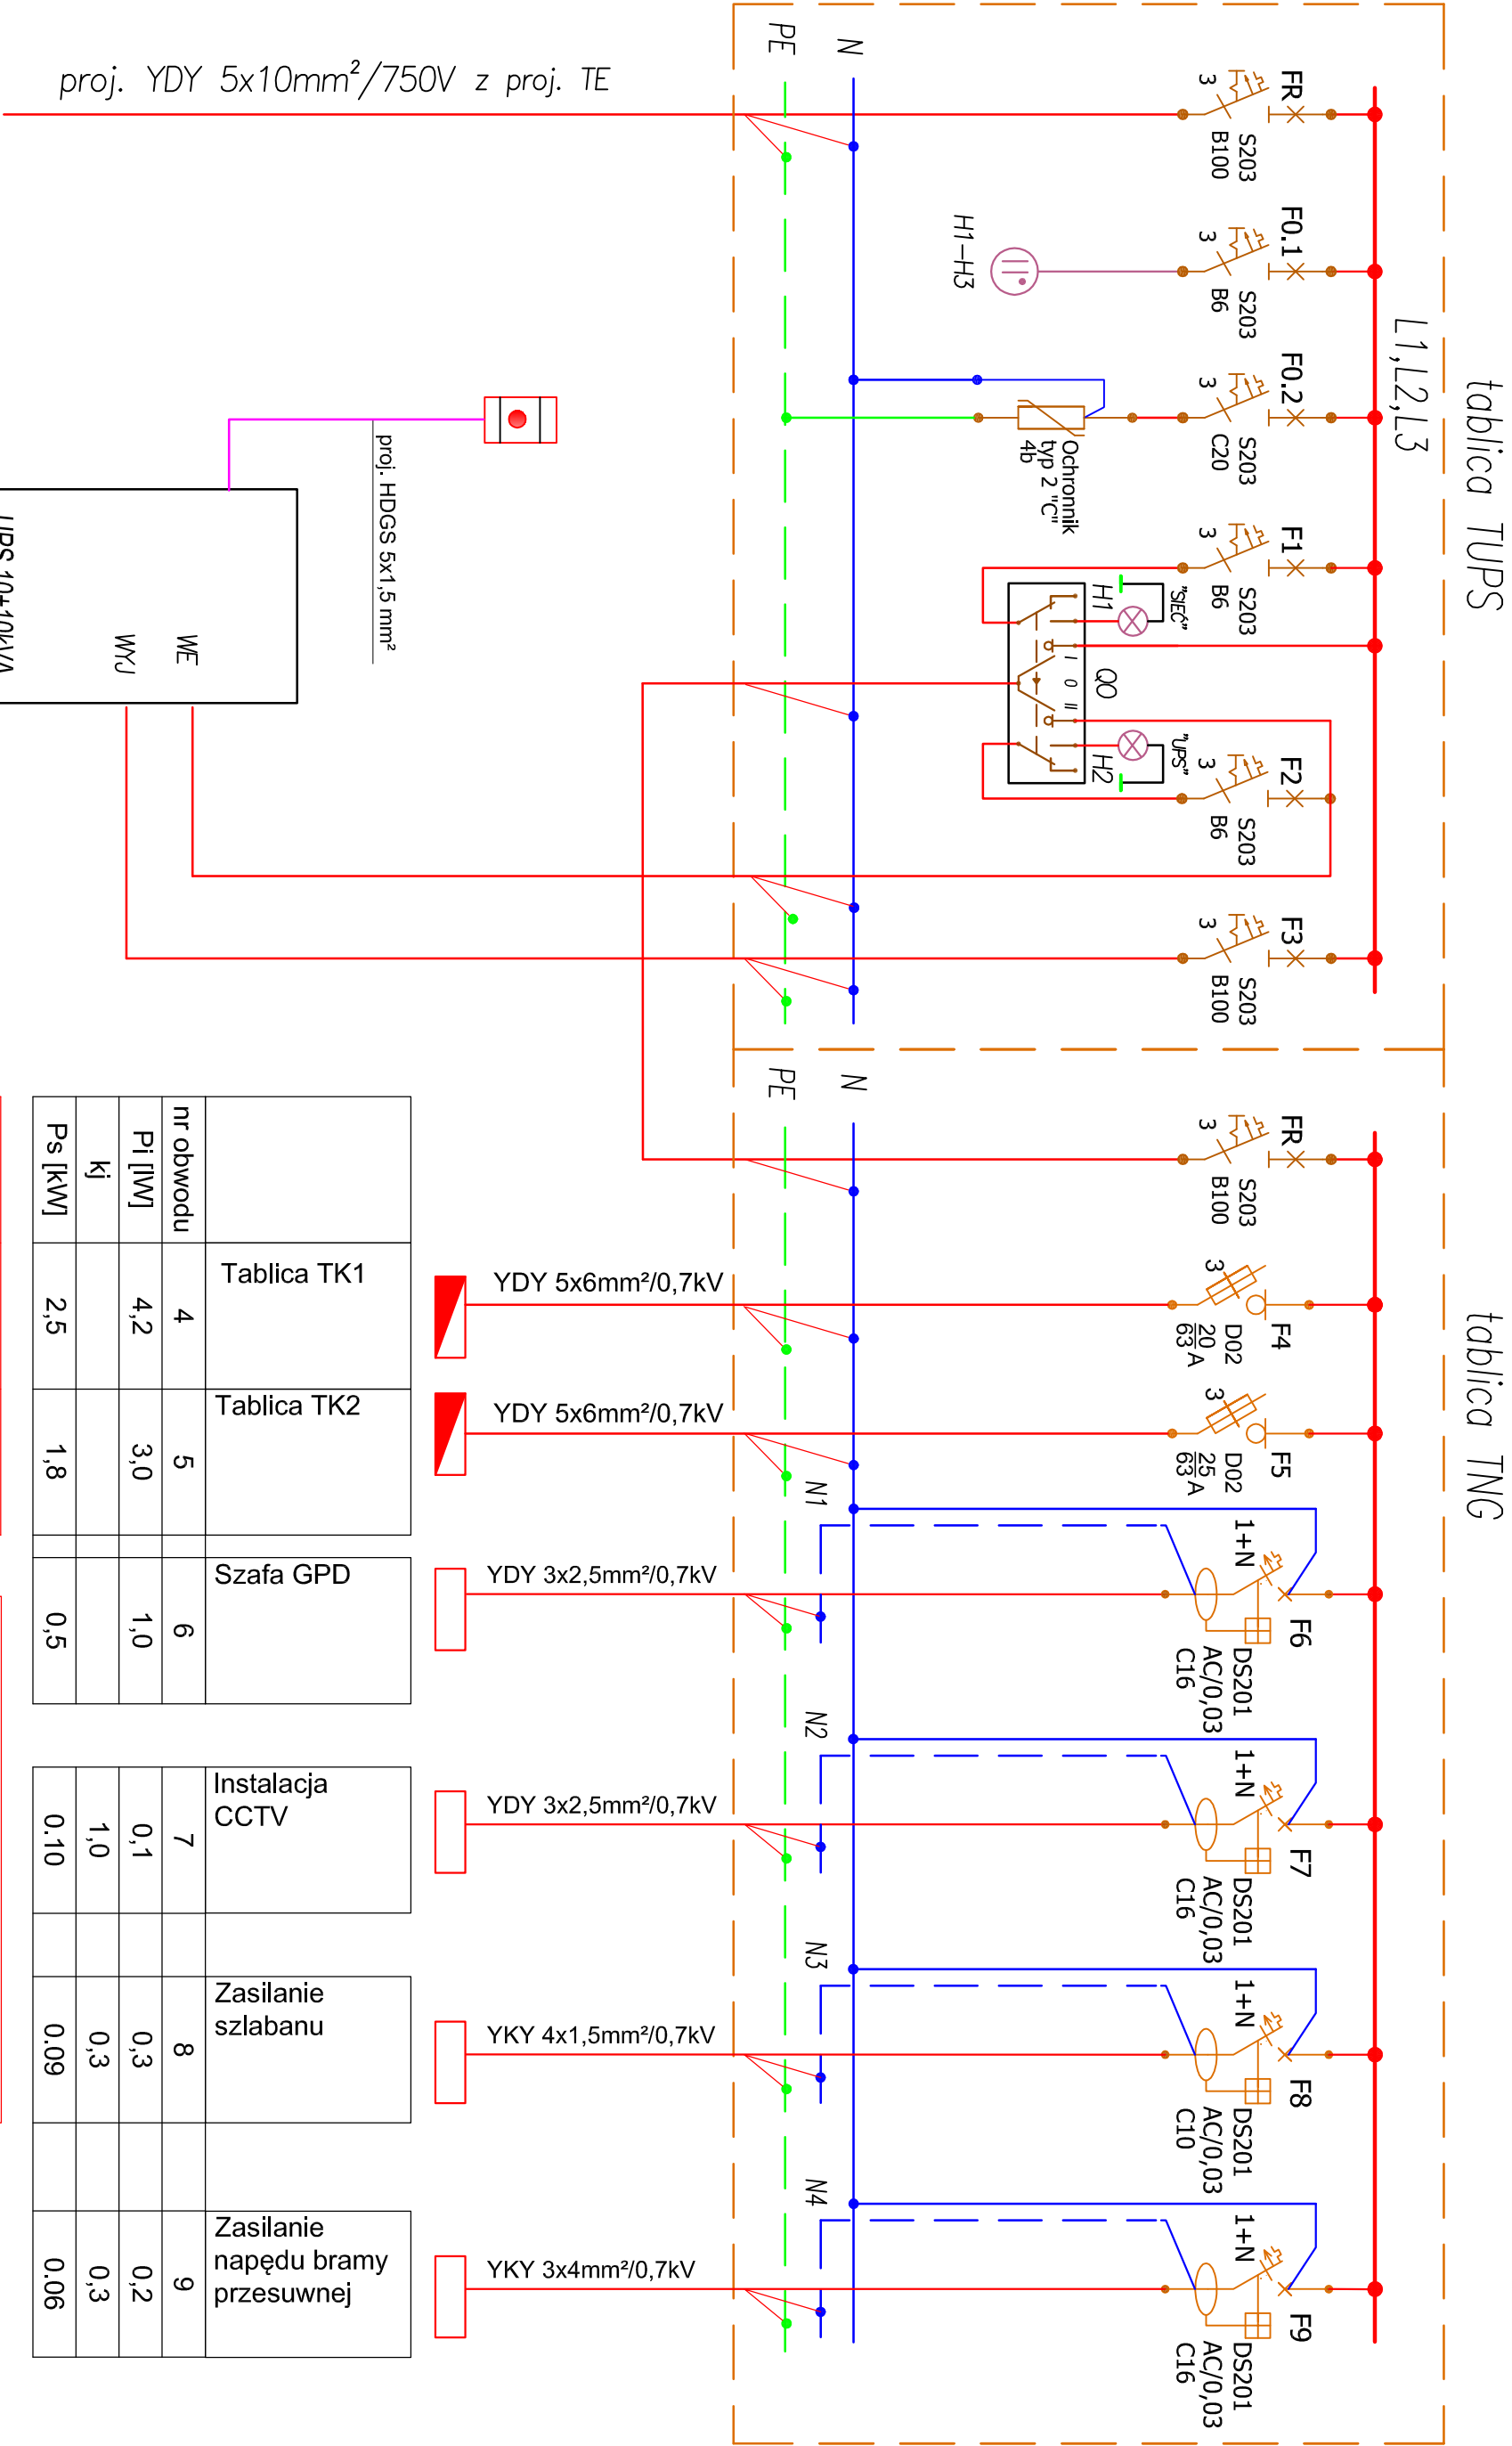 tablica TUPS
L1,L2,L3
FR
3
S203
B100
F0.1
3
S203
B6
F0.2
3
S203
C20
F1
3
S203
B6
F2
3
S203
B6
F3
3
S203
B100
H1-H3
Ochronnik
typ 2 "C"
4b
"SIEĆ"
H1
I 0 II
QO
"UPS"
H2
N
PE
proj. YDY 5x10mm²/750V z proj. TE
proj. HDGS 5x1,5 mm²
WE
WYJ
UPS 10+10kVA
tablica TNG
FR
3
S203
B100
F4
3
D02
20
63 A
F5
3
D02
25
63 A
F6
1+N
DS201
AC/0,03
C16
F7
1+N
DS201
AC/0,03
C16
F8
1+N
DS201
AC/0,03
C10
F9
1+N
DS201
AC/0,03
C16
N
PE
N1
N2
N3
N4
YDY 5x6mm²/0,7kV
YDY 5x6mm²/0,7kV
YDY 3x2,5mm²/0,7kV
YDY 3x2,5mm²/0,7kV
YKY 4x1,5mm²/0,7kV
YKY 3x4mm²/0,7kV
Tablica TK1
Tablica TK2
Szafa GPD
Instalacja
CCTV
Zasilanie
szlabanu
Zasilanie
napędu bramy
przesuwnej
nr obwodu 4 5 6 7 8 9
Pi [W] 4,2 3,0 1,0 0,1 0,3 0,2
kj 1,0 0,3 0,3
Ps [kW] 2,5 1,8 0,5 0.10 0.09 0.06